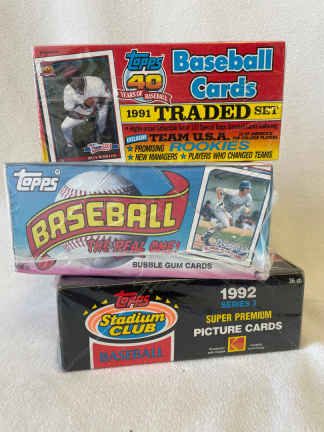 Topps
40
YEARS OF BASEBALL
Baseball
Cards
1991 TRADED SET
TEAM U.S.A.
★ PROMISING ROOKIES
★ NEW MANAGERS ★ PLAYERS WHO CHANGED TEAMS
Topps
BASEBALL
THE REAL ONE!
BUBBLE GUM CARDS
Topps
Stadium
CLUB
BASEBALL
1992
SERIES 3
SUPER PREMIUM
PICTURE CARDS